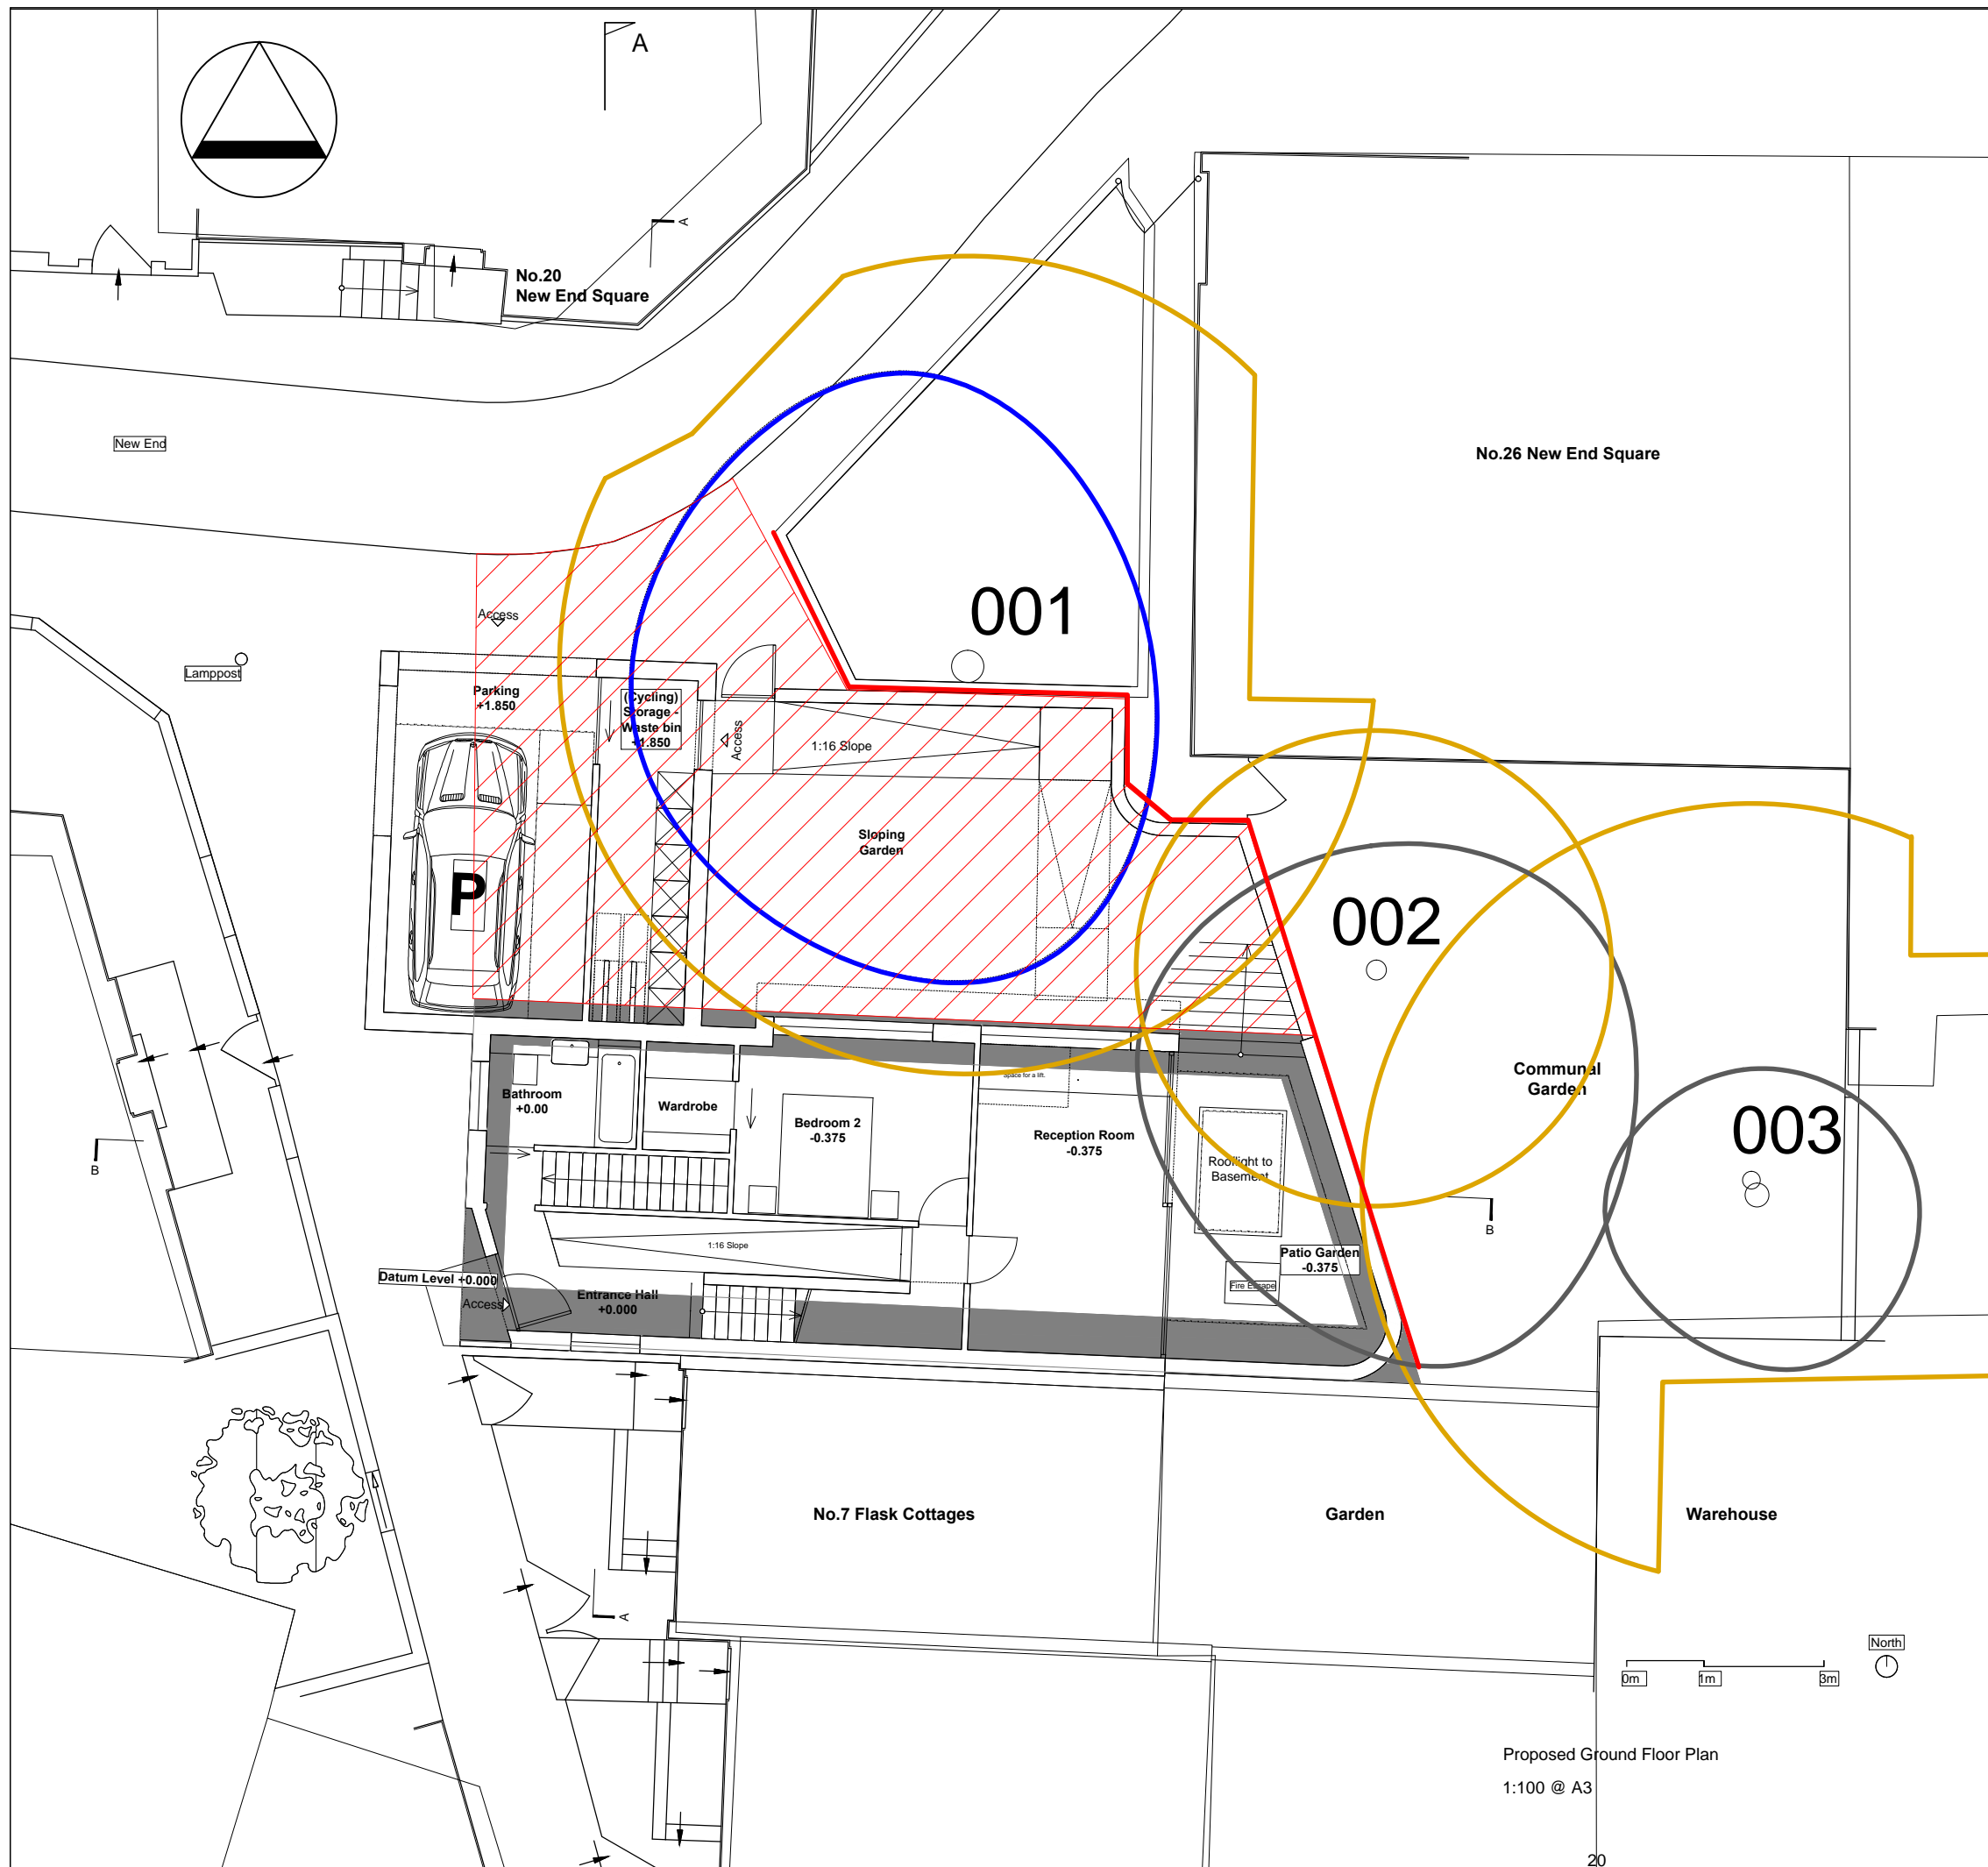 A
A
No.20
New End Square
New End
No.26 New End Square
001
Access
Lamppost
Parking
+1.850
(Cycling)
Storage -
Waste bin
+1.850
Access
1:16 Slope
Sloping
Garden
P
002
Communal
Garden
003
space for a lift.
Bathroom
+0.00
Wardrobe
Bedroom 2
-0.375
Reception Room
-0.375
Rooflight to
Basement
B
B
1:16 Slope
Patio Garden
-0.375
Fire Escape
Datum Level +0.000
Access
Entrance Hall
+0.000
No.7 Flask Cottages
Garden
Warehouse
A
North
0m
1m
3m
Proposed Ground Floor Plan
1:100 @ A3
20